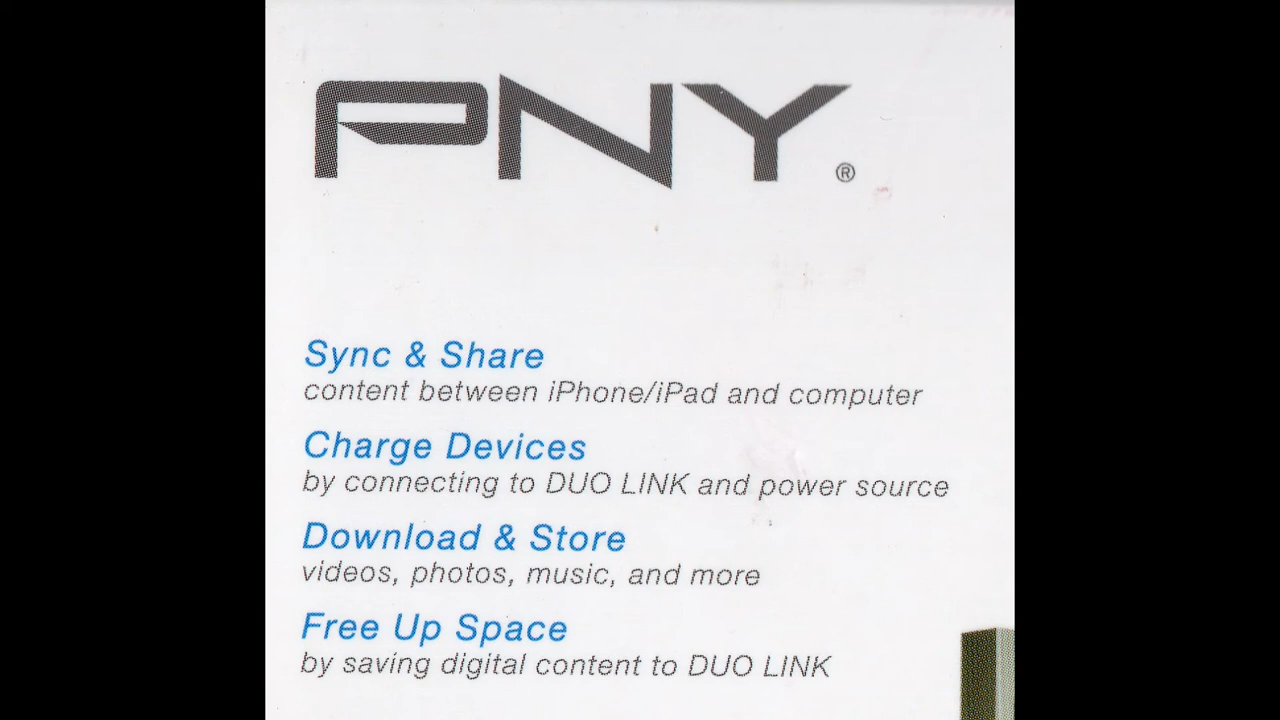 PNY®
Sync & Share
content between iPhone/iPad and computer
Charge Devices
by connecting to DUO LINK and power source
Download & Store
videos, photos, music, and more
Free Up Space
by saving digital content to DUO LINK